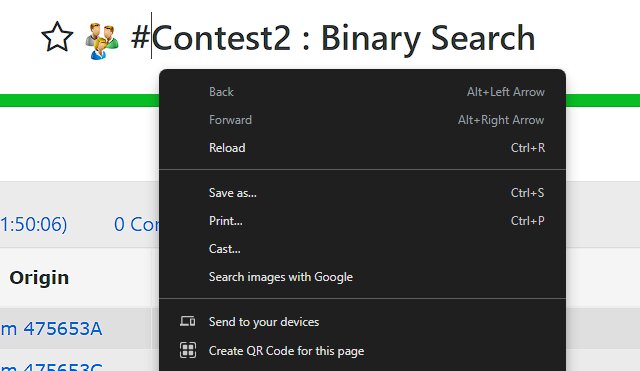 #Contest2 : Binary Search
Back Alt+Left Arrow
Forward Alt+Right Arrow
Reload Ctrl+R
Save as... Ctrl+S
1:50:06) 0 Co
Print... Ctrl+P
Cast...
Origin
Search images with Google
m 475653A
Send to your devices
Create QR Code for this page